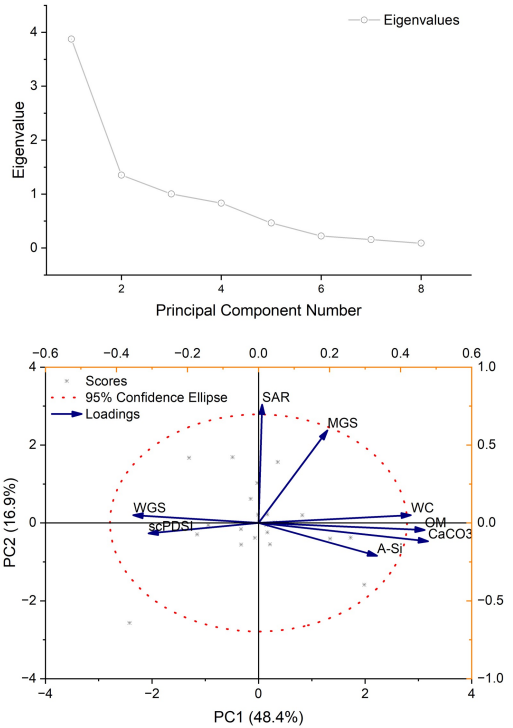 Eigenvalues
4
3
2
1
0
Eigenvalue
2 4 6 8
Principal Component Number
−0.6 −0.4 −0.2 0.0 0.2 0.4 0.6
4 1.0
Scores
95% Confidence Ellipse
Loadings
SAR
MGS
2 0.5
WGS WC
0 scPDSI OM 0.0
CaCO3
A-Si
−2 −0.5
−4 −1.0
PC2 (16.9%)
−4 −2 0 2 4
PC1 (48.4%)